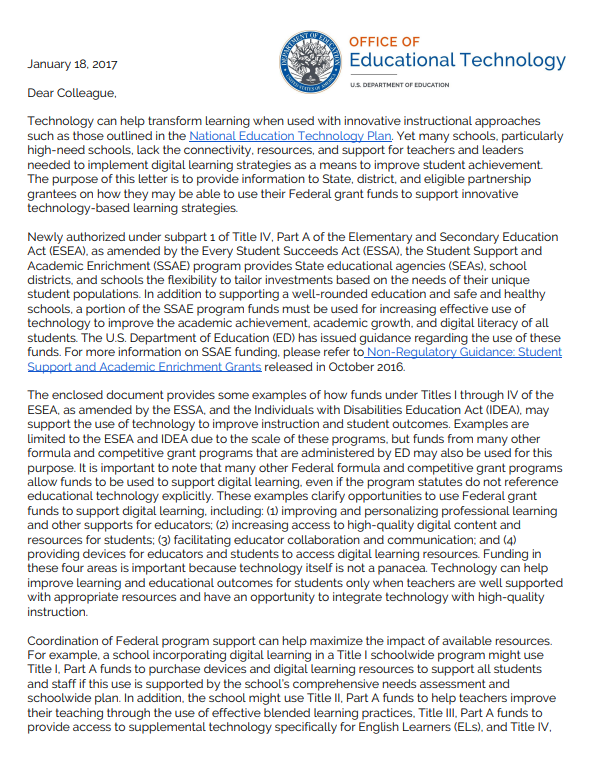 OFFICE OF
Educational Technology
U.S. DEPARTMENT OF EDUCATION
January 18, 2017
Dear Colleague,
Technology can help transform learning when used with innovative instructional approaches
such as those outlined in the National Education Technology Plan. Yet many schools, particularly
high-need schools, lack the connectivity, resources, and support for teachers and leaders
needed to implement digital learning strategies as a means to improve student achievement.
The purpose of this letter is to provide information to State, district, and eligible partnership
grantees on how they may be able to use their Federal grant funds to support innovative
technology-based learning strategies.
Newly authorized under subpart 1 of Title IV, Part A of the Elementary and Secondary Education
Act (ESEA), as amended by the Every Student Succeeds Act (ESSA), the Student Support and
Academic Enrichment (SSAE) program provides State educational agencies (SEAs), school
districts, and schools the flexibility to tailor investments based on the needs of their unique
student populations. In addition to supporting a well-rounded education and safe and healthy
schools, a portion of the SSAE program funds must be used for increasing effective use of
technology to improve the academic achievement, academic growth, and digital literacy of all
students. The U.S. Department of Education (ED) has issued guidance regarding the use of these
funds. For more information on SSAE funding, please refer to Non-Regulatory Guidance: Student
Support and Academic Enrichment Grants released in October 2016.
The enclosed document provides some examples of how funds under Titles I through IV of the
ESEA, as amended by the ESSA, and the Individuals with Disabilities Education Act (IDEA), may
support the use of technology to improve instruction and student outcomes. Examples are
limited to the ESEA and IDEA due to the scale of these programs, but funds from many other
formula and competitive grant programs that are administered by ED may also be used for this
purpose. It is important to note that many other Federal formula and competitive grant programs
allow funds to be used to support digital learning, even if the program statutes do not reference
educational technology explicitly. These examples clarify opportunities to use Federal grant
funds to support digital learning, including: (1) improving and personalizing professional learning
and other supports for educators; (2) increasing access to high-quality digital content and
resources for students; (3) facilitating educator collaboration and communication; and (4)
providing devices for educators and students to access digital learning resources. Funding in
these four areas is important because technology itself is not a panacea. Technology can help
improve learning and educational outcomes for students only when teachers are well supported
with appropriate resources and have an opportunity to integrate technology with high-quality
instruction.
Coordination of Federal program support can help maximize the impact of available resources.
For example, a school incorporating digital learning in a Title I schoolwide program might use
Title I, Part A funds to purchase devices and digital learning resources to support all students
and staff if this use is supported by the school's comprehensive needs assessment and
schoolwide plan. In addition, the school might use Title II, Part A funds to help teachers improve
their teaching through the use of effective blended learning practices, Title III, Part A funds to
provide access to supplemental technology specifically for English Learners (ELs), and Title IV,